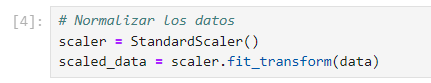 [4]: # Normalizar los datos
scaler = StandardScaler()
scaled_data = scaler.fit_transform(data)